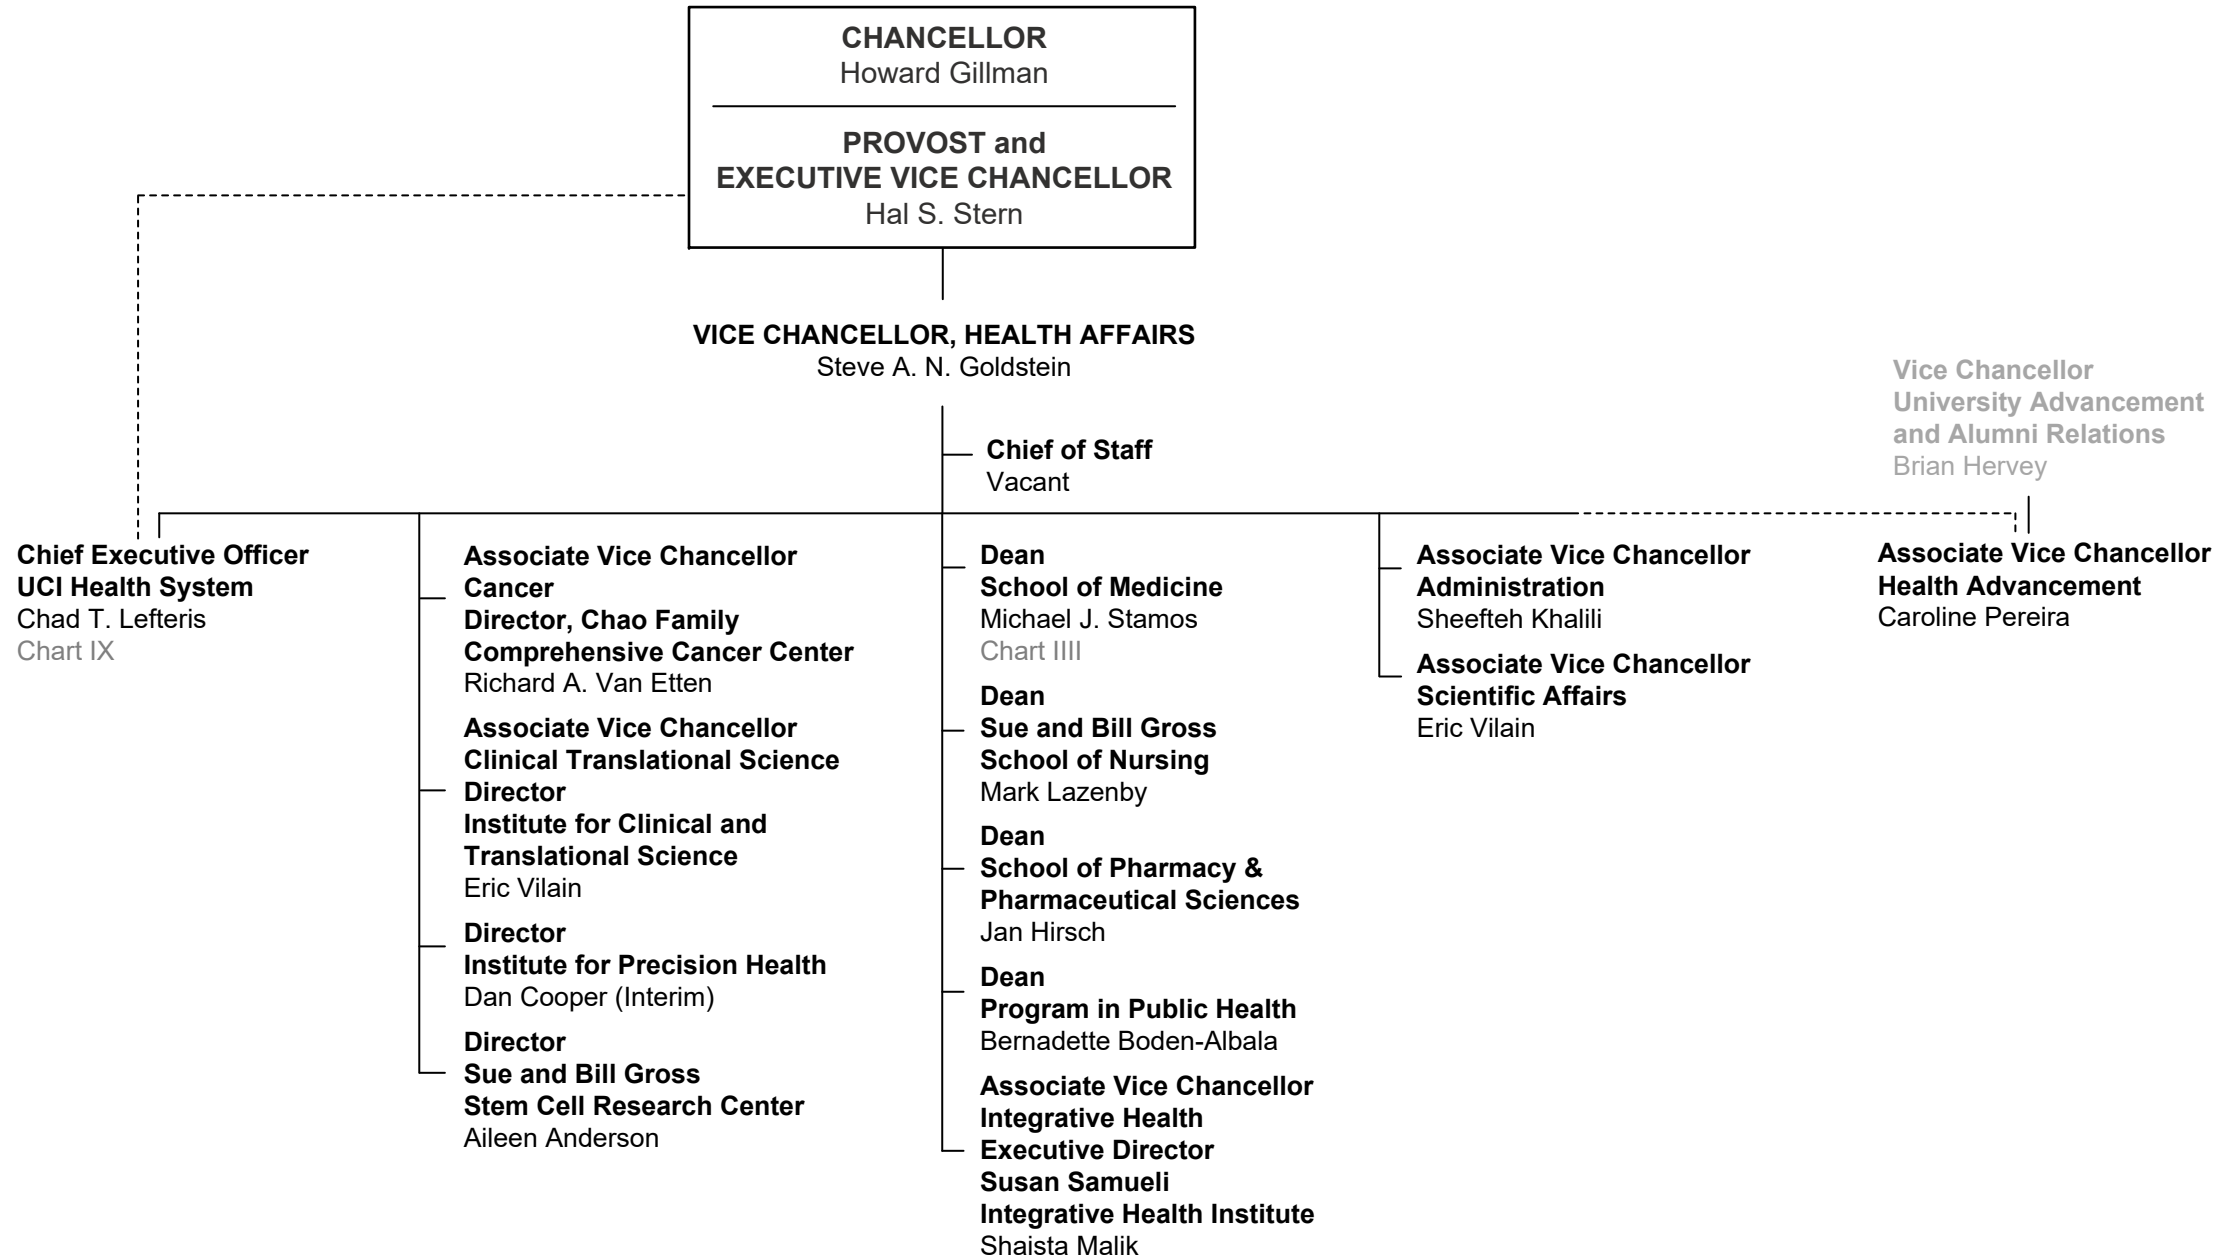 CHANCELLOR
Howard Gillman
PROVOST and
EXECUTIVE VICE CHANCELLOR
Hal S. Stern
VICE CHANCELLOR, HEALTH AFFAIRS
Steve A. N. Goldstein
Vice Chancellor
University Advancement
and Alumni Relations
Brian Hervey
Chief of Staff
Vacant
Chief Executive Officer
UCI Health System
Chad T. Lefteris
Chart IX
Associate Vice Chancellor
Cancer
Director, Chao Family
Comprehensive Cancer Center
Richard A. Van Etten
Associate Vice Chancellor
Clinical Translational Science
Director
Institute for Clinical and
Translational Science
Eric Vilain
Director
Institute for Precision Health
Dan Cooper (Interim)
Director
Sue and Bill Gross
Stem Cell Research Center
Aileen Anderson
Dean
School of Medicine
Michael J. Stamos
Chart IIII
Dean
Sue and Bill Gross
School of Nursing
Mark Lazenby
Dean
School of Pharmacy &
Pharmaceutical Sciences
Jan Hirsch
Dean
Program in Public Health
Bernadette Boden-Albala
Associate Vice Chancellor
Integrative Health
Executive Director
Susan Samueli
Integrative Health Institute
Shaista Malik
Associate Vice Chancellor
Administration
Sheefteh Khalili
Associate Vice Chancellor
Scientific Affairs
Eric Vilain
Associate Vice Chancellor
Health Advancement
Caroline Pereira